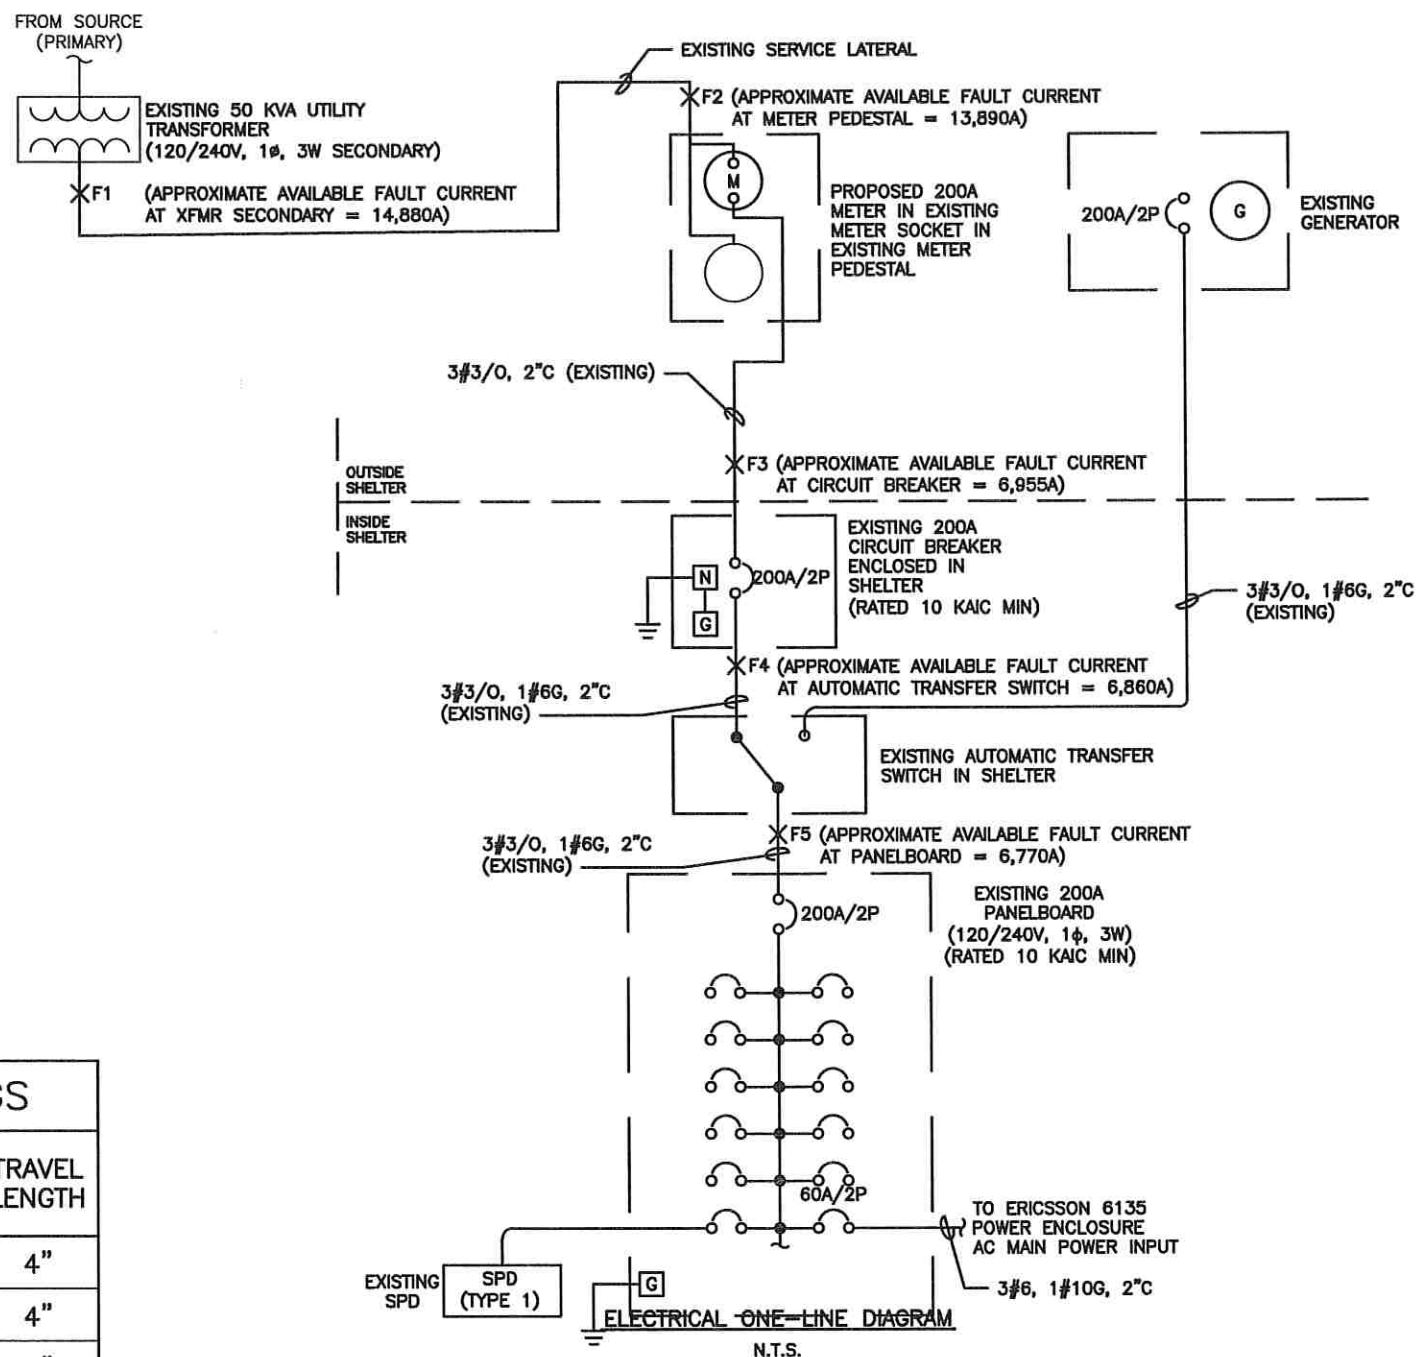 FROM SOURCE
(PRIMARY)
EXISTING 50 KVA UTILITY
TRANSFORMER
(120/240V, 1ø, 3W SECONDARY)
F1
(APPROXIMATE AVAILABLE FAULT CURRENT
AT XFMR SECONDARY = 14,880A)
EXISTING SERVICE LATERAL
F2 (APPROXIMATE AVAILABLE FAULT CURRENT
AT METER PEDESTAL = 13,890A)
M
PROPOSED 200A
METER IN EXISTING
METER SOCKET IN
EXISTING METER
PEDESTAL
200A/2P
G
EXISTING
GENERATOR
3#3/0, 2"C (EXISTING)
F3 (APPROXIMATE AVAILABLE FAULT CURRENT
AT CIRCUIT BREAKER = 6,955A)
OUTSIDE
SHELTER
INSIDE
SHELTER
EXISTING 200A
CIRCUIT BREAKER
ENCLOSED IN
SHELTER
(RATED 10 KAIC MIN)
N
200A/2P
G
3#3/0, 1#6G, 2"C
(EXISTING)
F4 (APPROXIMATE AVAILABLE FAULT CURRENT
AT AUTOMATIC TRANSFER SWITCH = 6,860A)
3#3/0, 1#6G, 2"C
(EXISTING)
EXISTING AUTOMATIC TRANSFER
SWITCH IN SHELTER
F5 (APPROXIMATE AVAILABLE FAULT CURRENT
AT PANELBOARD = 6,770A)
3#3/0, 1#6G, 2"C
(EXISTING)
200A/2P
EXISTING 200A
PANELBOARD
(120/240V, 1ϕ, 3W)
(RATED 10 KAIC MIN)
60A/2P
TO ERICSSON 6135
POWER ENCLOSURE
AC MAIN POWER INPUT
3#6, 1#10G, 2"C
EXISTING
SPD
SPD
(TYPE 1)
G
ELECTRICAL ONE-LINE DIAGRAM
N.T.S.
TRAVEL
LENGTH
4"
4"